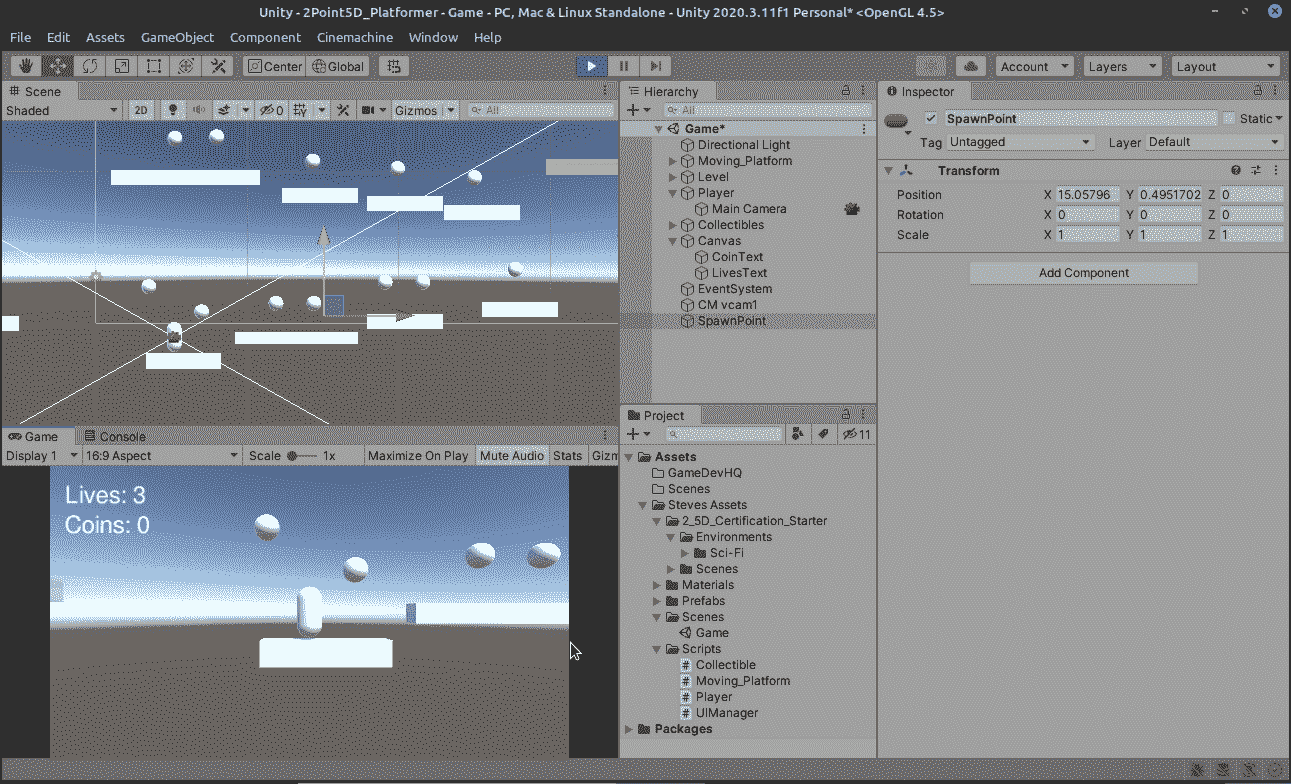 Unity - 2Point5D_Platformer - Game - PC, Mac & Linux Standalone - Unity 2020.3.11f1 Personal* <OpenGL 4.5>
File Edit Assets GameObject Component Cinemachine Window Help
Center Global Account Layers Layout
Scene
Shaded 2D 0 Gizmos All
Hierarchy
All
Game*
Directional Light
Moving_Platform
Level
Player
Main Camera
Collectibles
Canvas
CoinText
LivesText
EventSystem
CM vcam1
SpawnPoint
Inspector
SpawnPoint Static
Tag Untagged Layer Default
Transform
Position X 15.05796 Y 0.4951702 Z 0
Rotation X 0 Y 0 Z 0
Scale X 1 Y 1 Z 1
Add Component
Game Console
Display 1 16:9 Aspect Scale 1x Maximize On Play Mute Audio Stats Gizm
Lives: 3
Coins: 0
Project
11
Assets
GameDevHQ
Scenes
Steves Assets
2_5D_Certification_Starter
Environments
Sci-Fi
Scenes
Materials
Prefabs
Scenes
Game
Scripts
# Collectible
# Moving_Platform
# Player
# UIManager
Packages